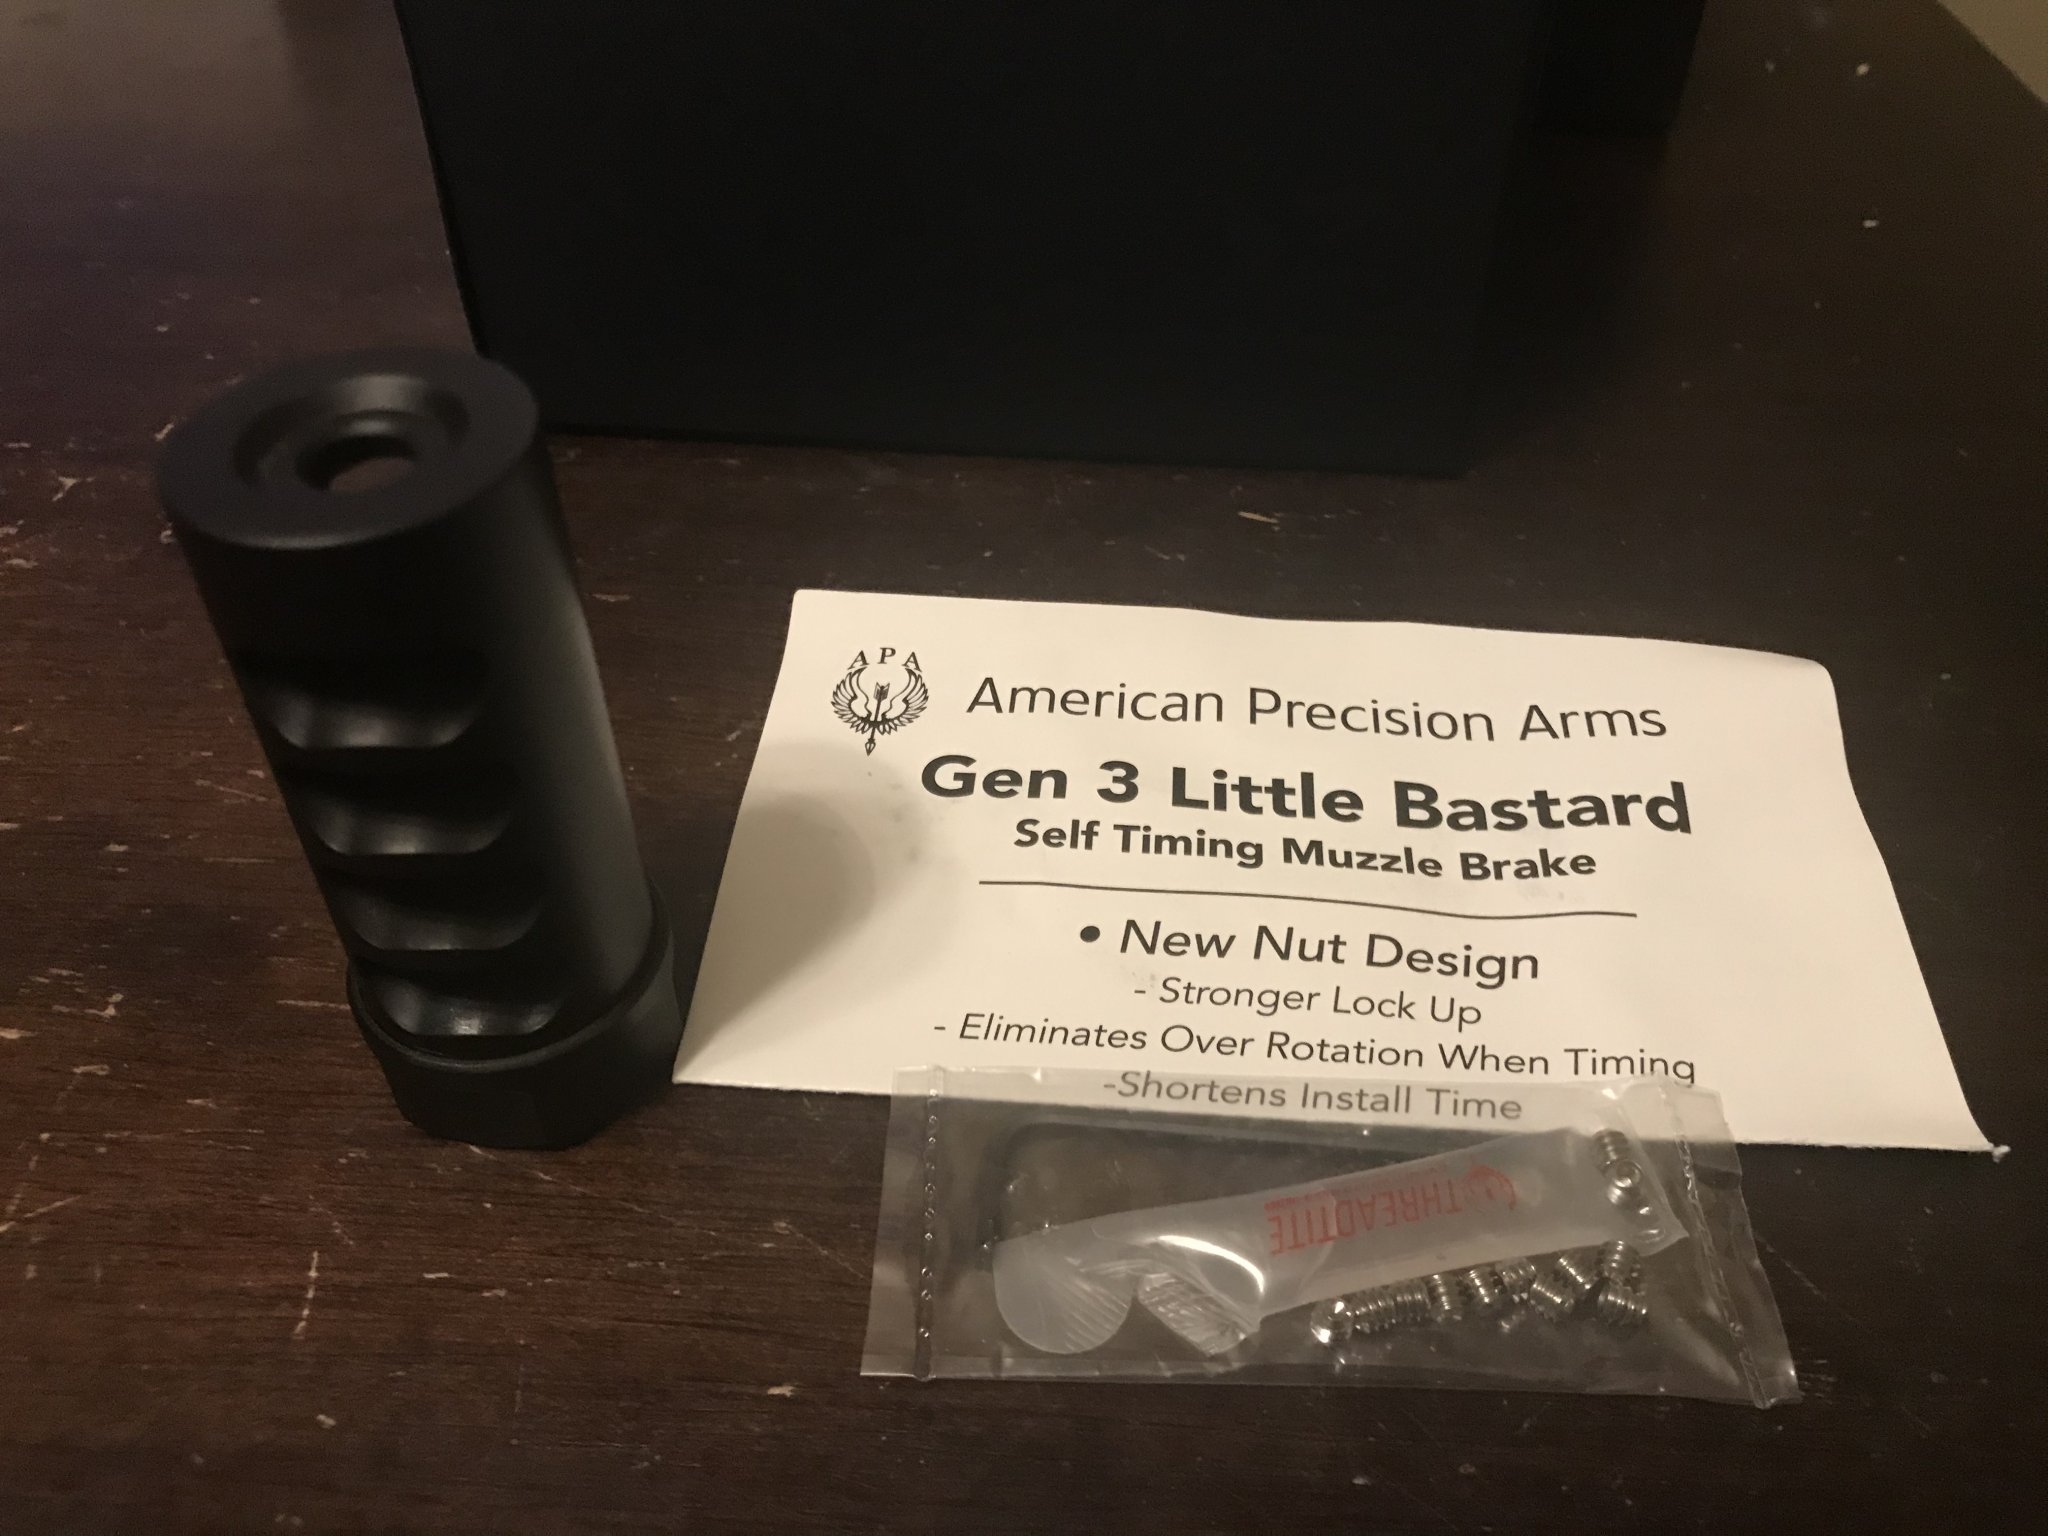 APA
American Precision Arms
Gen 3 Little Bastard
Self Timing Muzzle Brake
• New Nut Design
- Stronger Lock Up
- Eliminates Over Rotation When Timing
-Shortens Install Time
THREADTITE